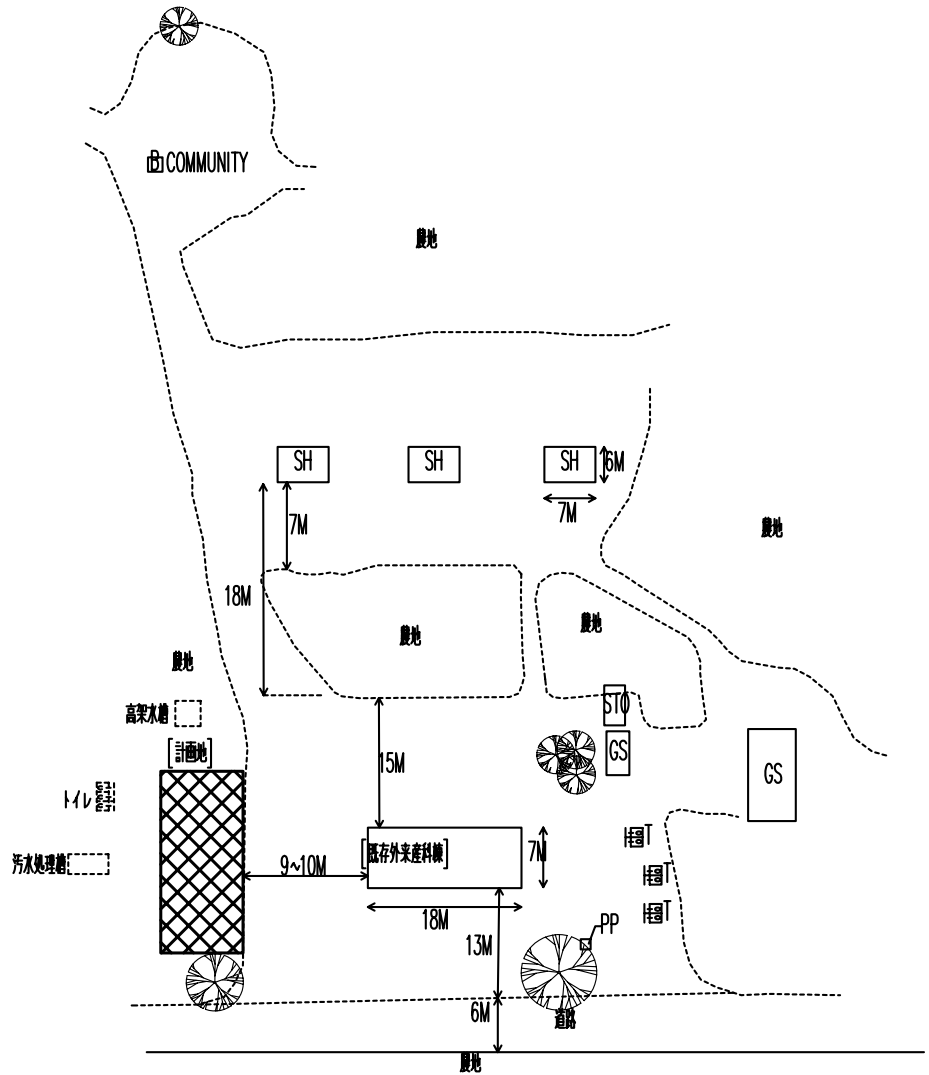 B COMMUNITY
農地
SH
SH
SH
6M
7M
7M
農地
18M
農地
農地
農地
高架水槽
STO
[計画地]
GS
15M
GS
トイレ
T
[既存外来産科棟]
7M
汚水処理槽
9~10M
T
18M
T
PP
13M
6M
道路
農地